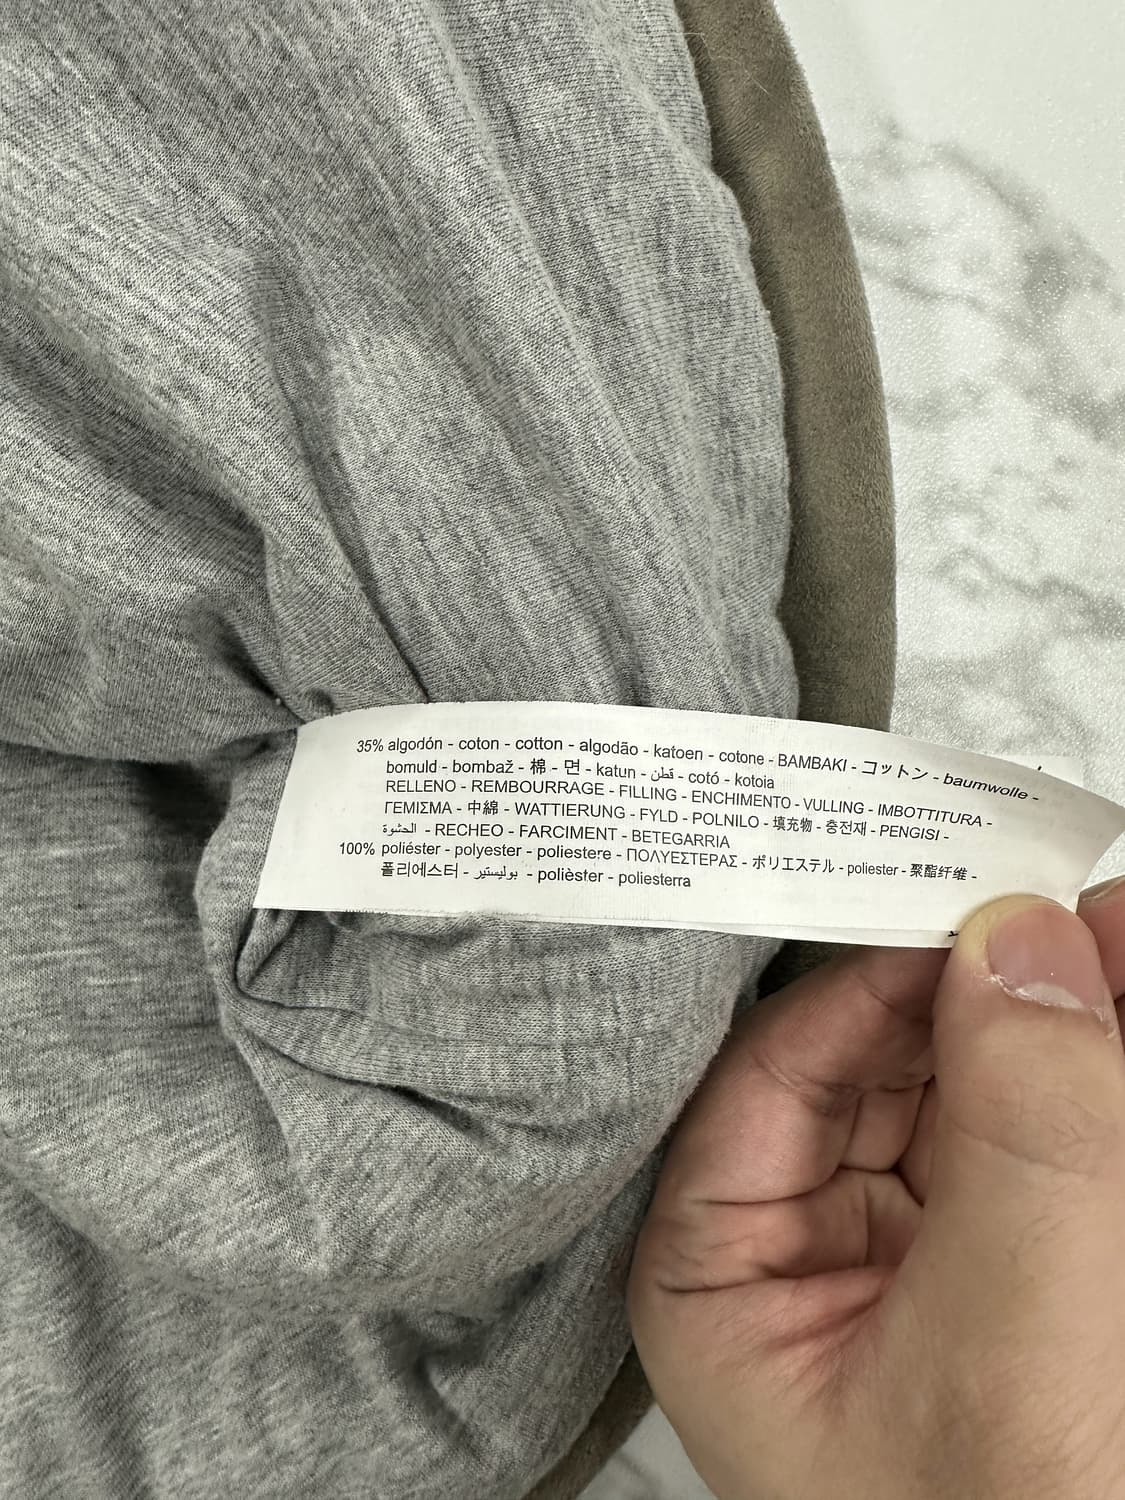 35% algodón - coton - cotton - algodão - katoen - cotone - BAMBAKI - コットン - baumwolle -
bomuld - bombaž - 棉 - 면 - katun - قطن - cotó - kotoia
RELLENO - REMBOURRAGE - FILLING - ENCHIMENTO - VULLING - IMBOTTITURA -
ΓΕΜΙΣΜΑ - 中綿 - WATTIERUNG - FYLD - POLNILO - 填充物 - 충전재 - PENGISI -
الحشوة - RECHEO - FARCIMENT - BETEGARRIA
100% poliéster - polyester - poliestere - ΠΟΛΥΕΣΤΕΡΑΣ - ポリエステル - poliester - 聚酯纤维 -
폴리에스터 - بوليستير - polièster - poliesterra